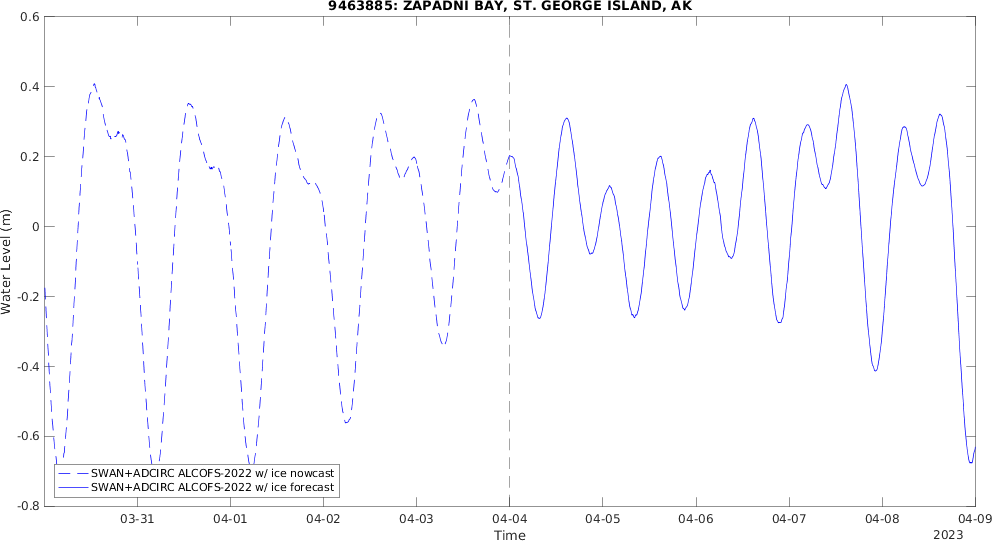 9463885: ZAPADNI BAY, ST. GEORGE ISLAND, AK
0.6
0.4
0.2
0
-0.2
-0.4
-0.6
-0.8
Water Level (m)
SWAN+ADCIRC ALCOFS-2022 w/ ice nowcast
SWAN+ADCIRC ALCOFS-2022 w/ ice forecast
03-31 04-01 04-02 04-03 04-04 04-05 04-06 04-07 04-08 04-09
Time
2023